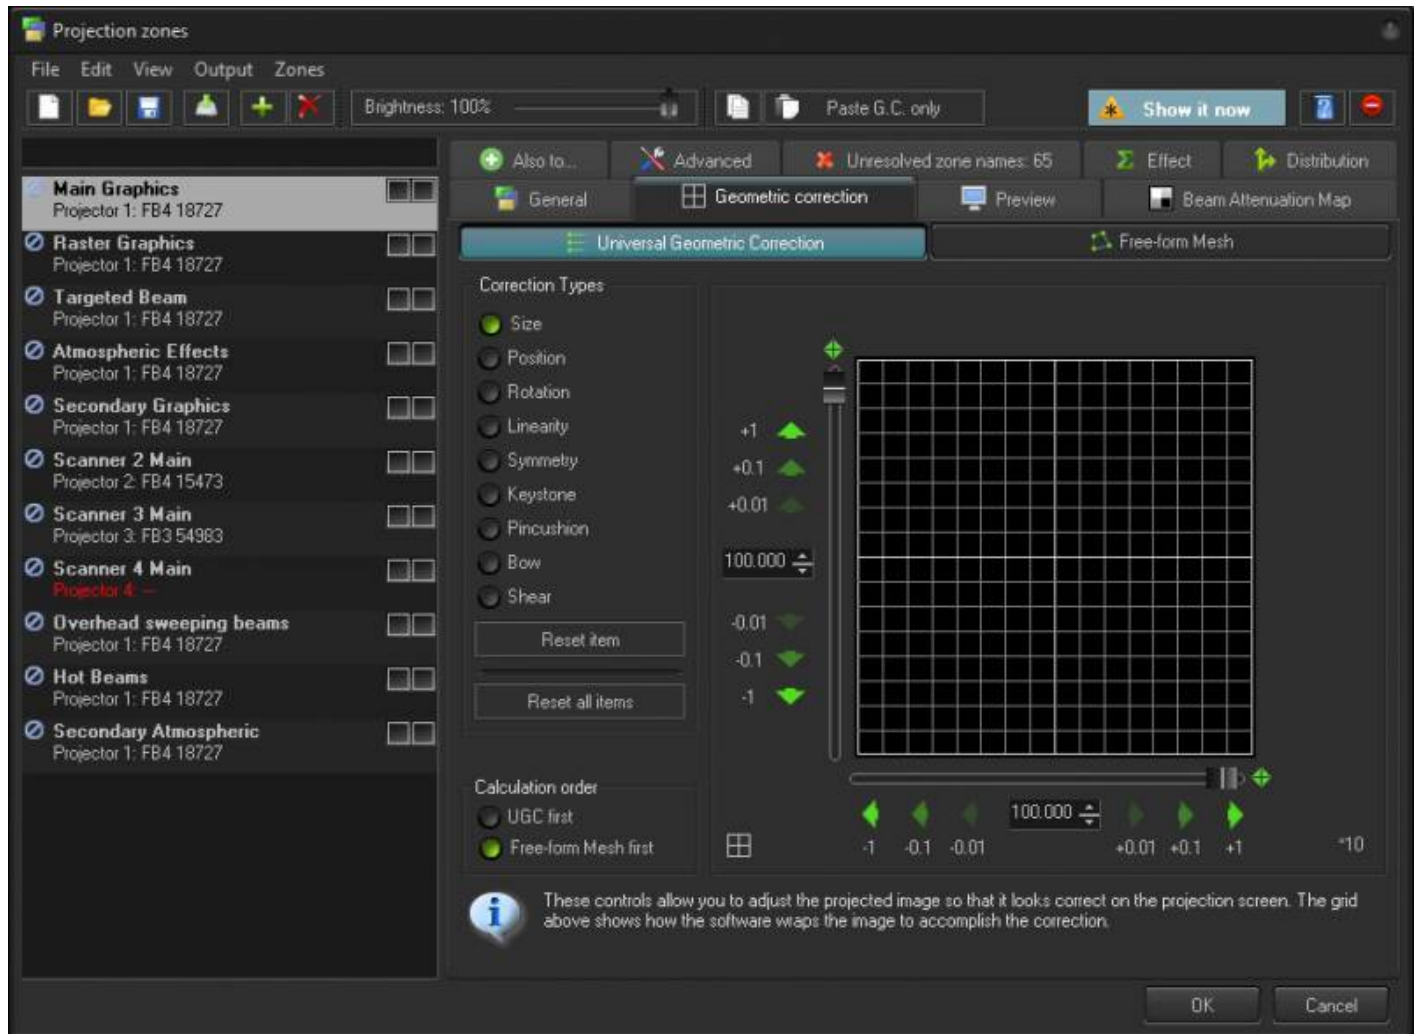 Projection zones
File Edit View Output Zones
Brightness: 100% Paste G.C. only Show it now
Also to... Advanced Unresolved zone names: 65 Effect Distribution
General Geometric correction Preview Beam Attenuation Map
Universal Geometric Correction Free-form Mesh
Main Graphics
Projector 1: FB4 18727
Raster Graphics
Projector 1: FB4 18727
Targeted Beam
Projector 1: FB4 18727
Atmospheric Effects
Projector 1: FB4 18727
Secondary Graphics
Projector 1: FB4 18727
Scanner 2 Main
Projector 2: FB4 15473
Scanner 3 Main
Projector 3: FB3 54983
Scanner 4 Main
Projector 4: --
Overhead sweeping beams
Projector 1: FB4 18727
Hot Beams
Projector 1: FB4 18727
Secondary Atmospheric
Projector 1: FB4 18727
Correction Types
Size
Position
Rotation
Linearity
Symmetry
Keystone
Pincushion
Bow
Shear
Reset item
Reset all items
Calculation order
UGC first
Free-form Mesh first
+1
+0.1
+0.01
100.000
-0.01
-0.1
-1
100.000
-1 -0.1 -0.01 +0.01 +0.1 +1 *10
These controls allow you to adjust the projected image so that it looks correct on the projection screen. The grid
above shows how the software wraps the image to accomplish the correction.
OK Cancel